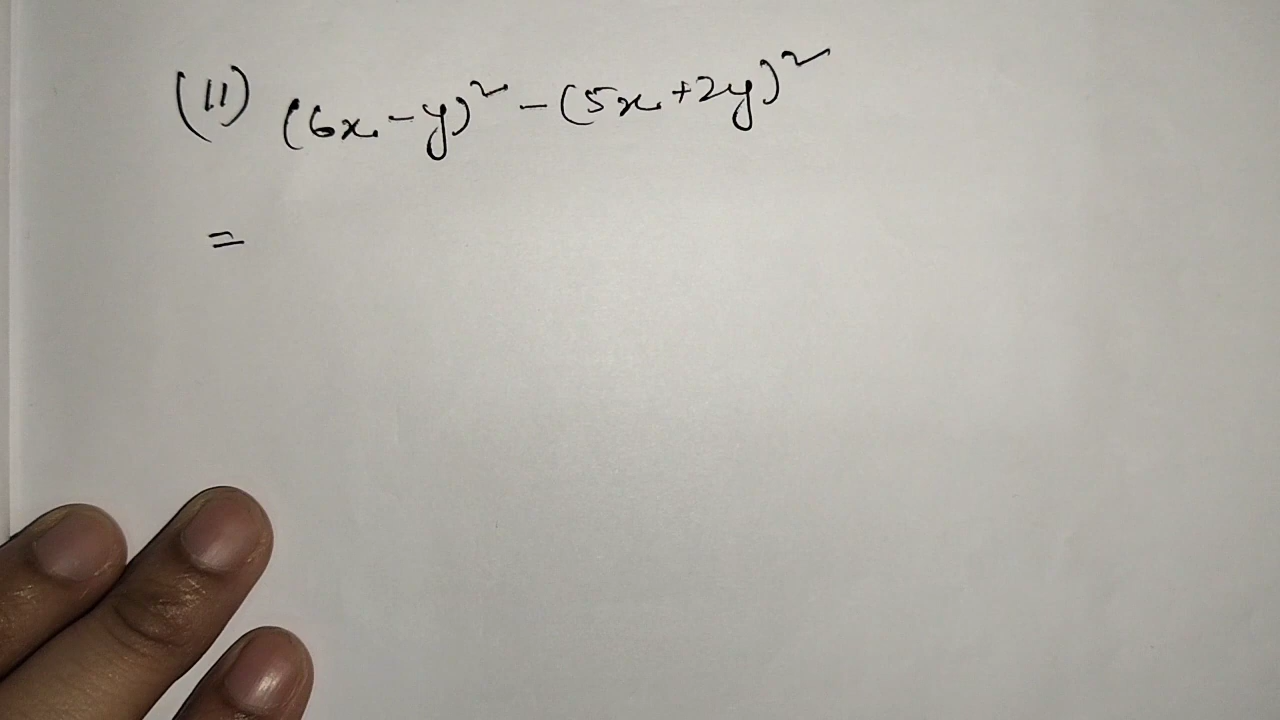 (11) (6x-y)² - (5x+2y)²
=